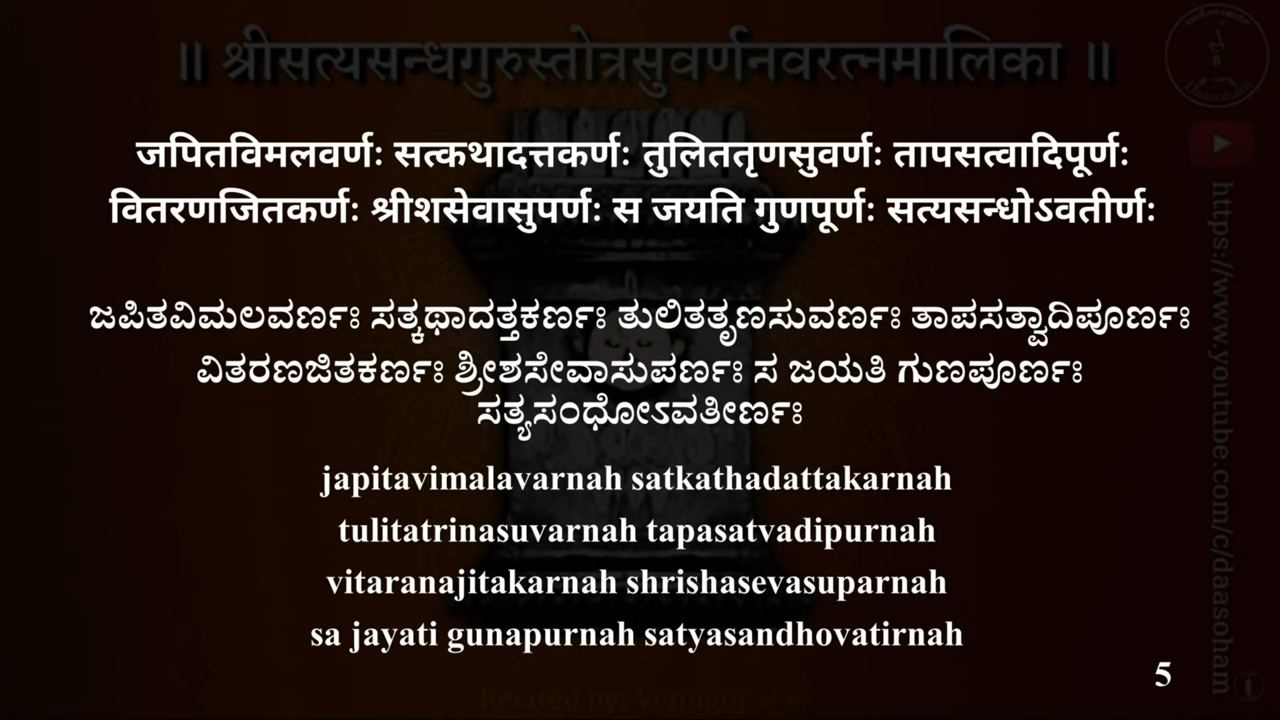 ॥ श्रीसत्यसन्धगुरुस्तोत्रसुवर्णनवरत्नमालिका ॥
जपितविमलवर्णः सत्कथादत्तकर्णः तुलिततृणसुवर्णः तापसत्वादिपूर्णः
वितरणजितकर्णः श्रीशसेवासुपर्णः स जयति गुणपूर्णः सत्यसन्धोऽवतीर्णः
ಜಪಿತವಿಮಲವರ್ಣಃ ಸತ್ಕಥಾದತ್ತಕರ್ಣಃ ತುಲಿತತೃಣಸುವರ್ಣಃ ತಾಪಸತ್ವಾದಿಪೂರ್ಣಃ
ವಿತರಣಜಿತಕರ್ಣಃ ಶ್ರೀಶಸೇವಾಸುಪರ್ಣಃ ಸ ಜಯತಿ ಗುಣಪೂರ್ಣಃ
ಸತ್ಯಸಂಧೋಽವತೀರ್ಣಃ
japitavimalavarnah satkathadattakarnah
tulitatrinasuvarnah tapasatvadipurnah
vitaranajitakarnah shrishasevasuparnah
sa jayati gunapurnah satyasandhovatirnah
5
https://www.youtube.com/c/daasoham
Recited by: Venugopal